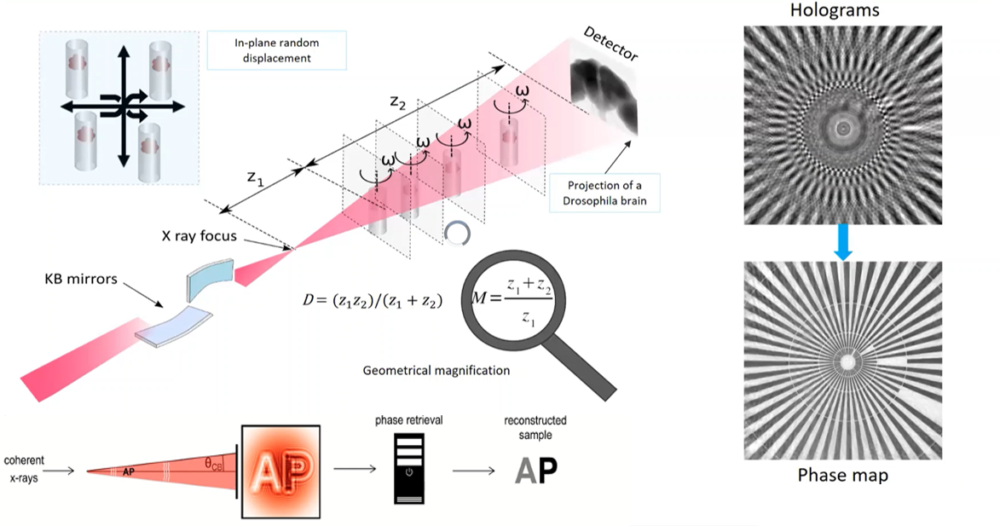 Holograms
In-plane random
displacement
Detector
z2
ω
ω
ω
ω
z1
Projection of a
Drosophila brain
X ray focus
KB mirrors
D = (z1z2)/(z1 + z2)
M = (z1 + z2)/z1
Geometrical magnification
Phase map
coherent
x-rays
AP
θCB
AP
phase retrieval
reconstructed
sample
AP